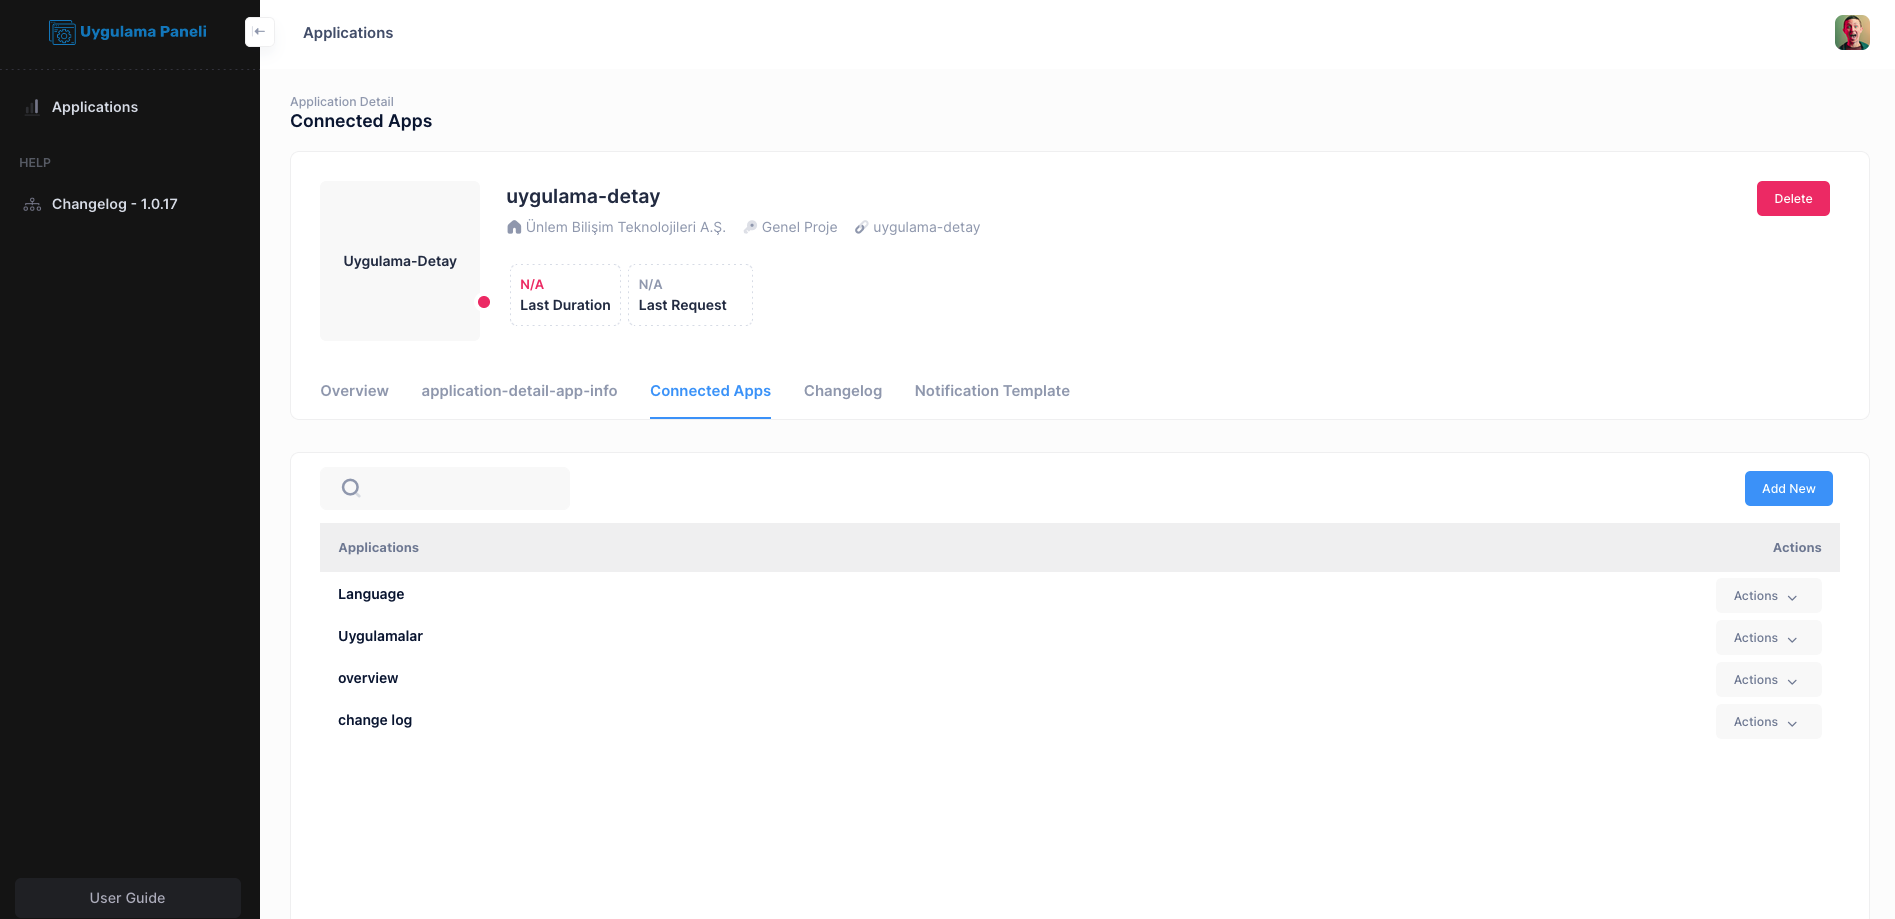 Uygulama Paneli
Applications
Applications
HELP
Changelog - 1.0.17
User Guide
Application Detail
Connected Apps
Uygulama-Detay
uygulama-detay
Ünlem Bilişim Teknolojileri A.Ş. Genel Proje uygulama-detay
N/A
Last Duration
N/A
Last Request
Delete
Overview application-detail-app-info Connected Apps Changelog Notification Template
Add New
Applications Actions
Language Actions
Uygulamalar Actions
overview Actions
change log Actions